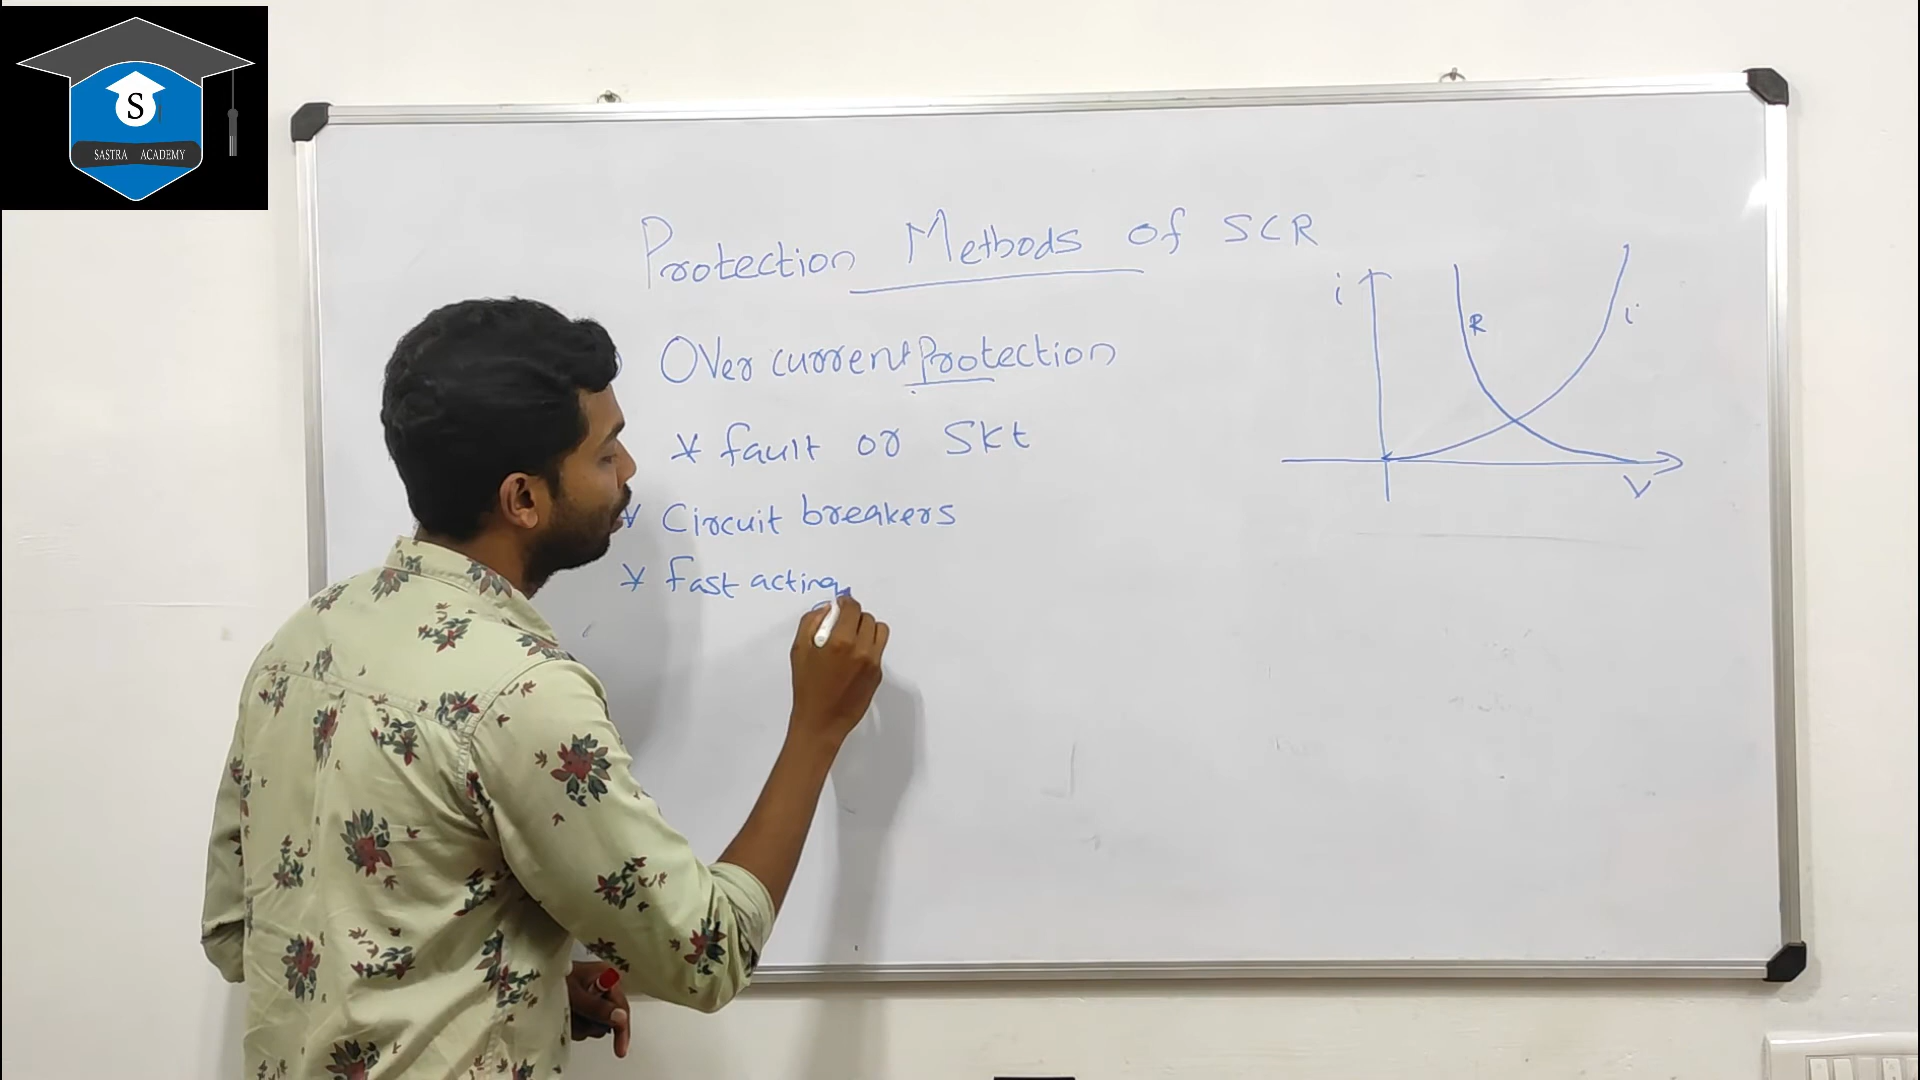 S
SASTRA ACADEMY
Protection Methods of SCR
Over current Protection
* fault or Skt
* Circuit breakers
* fast acting
i
R
i
V